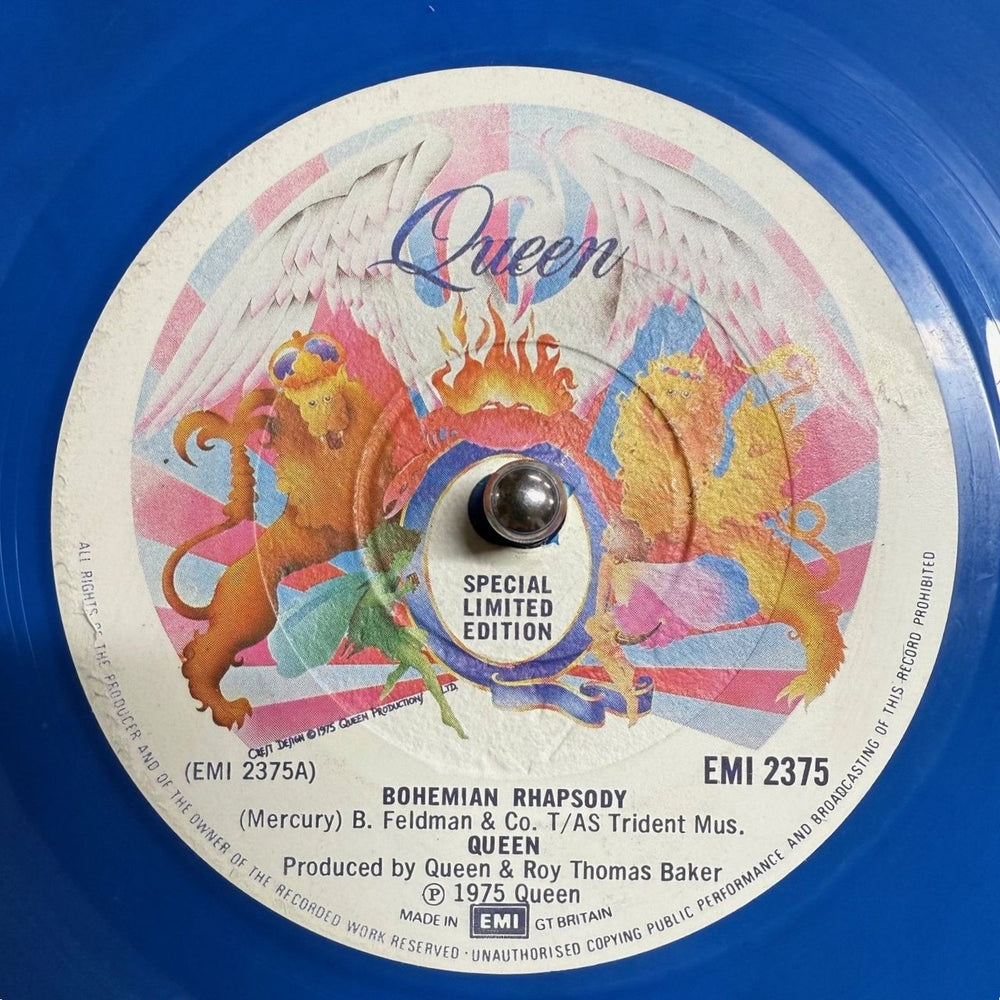 Queen
SPECIAL
LIMITED
EDITION
CREST DESIGN ©1975 QUEEN PRODUCTIONS LTD.
(EMI 2375A)
EMI 2375
BOHEMIAN RHAPSODY
(Mercury) B. Feldman & Co. T/AS Trident Mus.
QUEEN
Produced by Queen & Roy Thomas Baker
Ⓟ 1975 Queen
MADE IN EMI GT BRITAIN
ALL RIGHTS OF THE PRODUCER AND OF THE OWNER OF THE RECORDED WORK RESERVED · UNAUTHORISED COPYING PUBLIC PERFORMANCE AND BROADCASTING OF THIS RECORD PROHIBITED